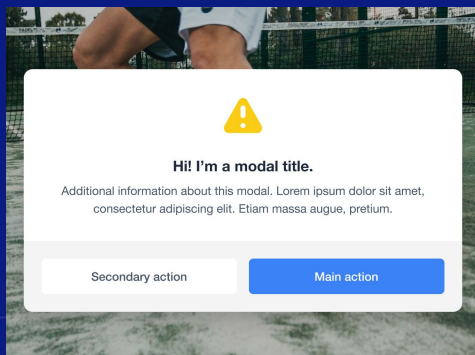 Hi! I'm a modal title.
Additional information about this modal. Lorem ipsum dolor sit amet,
consectetur adipiscing elit. Etiam massa augue, pretium.
Secondary action
Main action